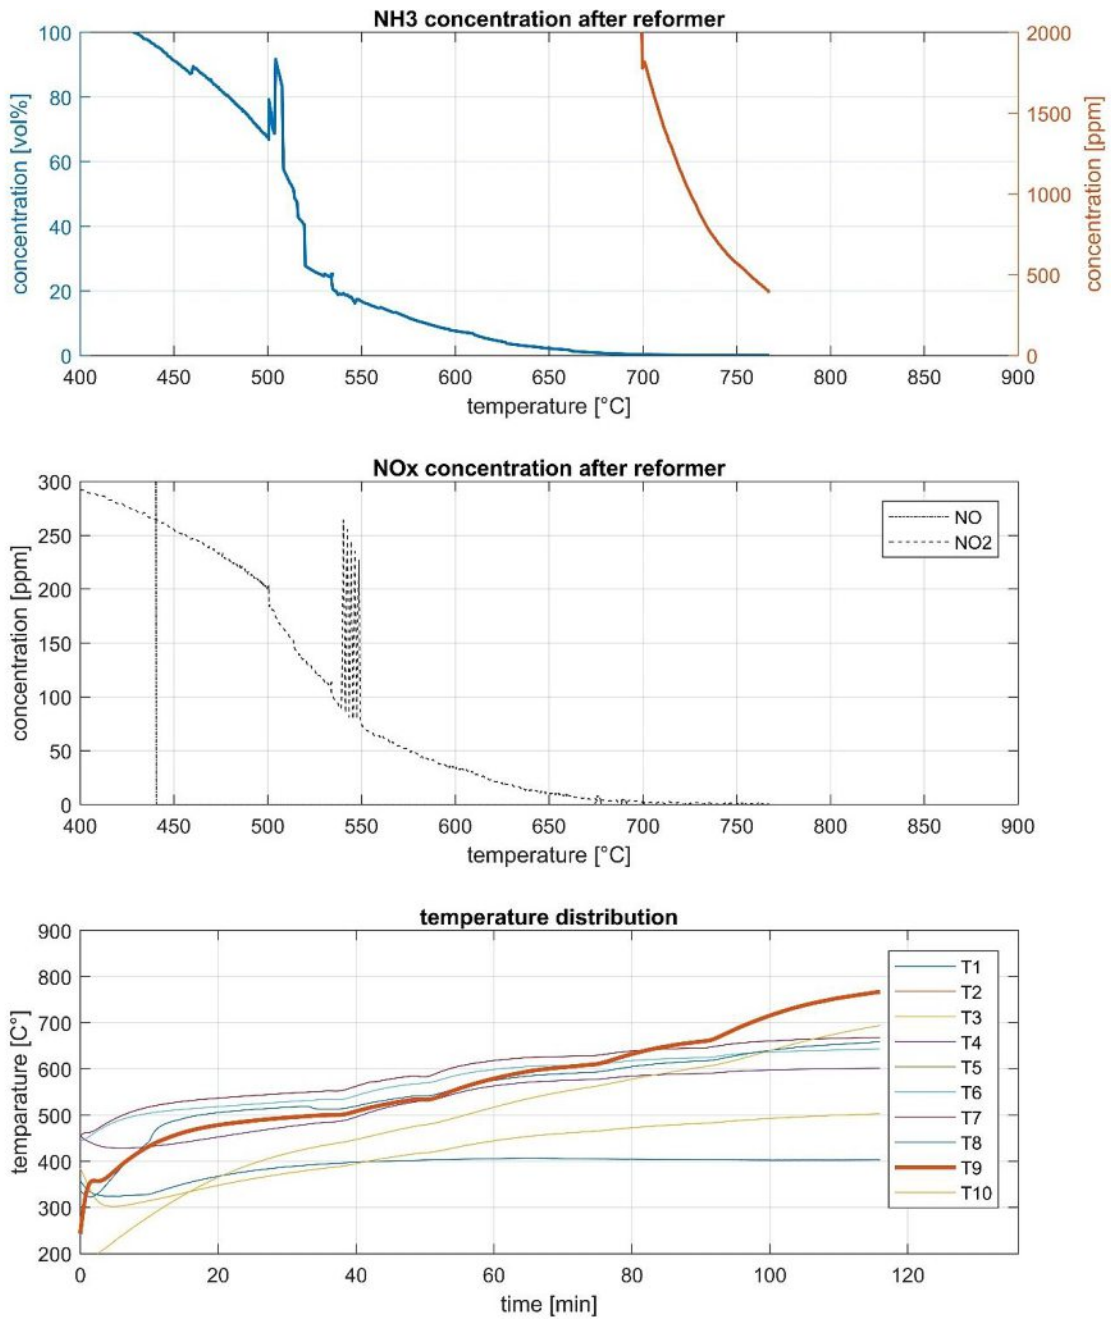 NH3 concentration after reformer
100
80
60
40
20
0
concentration [vol%]
2000
1500
1000
500
0
concentration [ppm]
400 450 500 550 600 650 700 750 800 850 900
temperature [°C]
NOx concentration after reformer
300
250
200
150
100
50
0
concentration [ppm]
NO
NO2
400 450 500 550 600 650 700 750 800 850 900
temperature [°C]
temperature distribution
900
800
700
600
500
400
300
200
temparature [C°]
T1
T2
T3
T4
T5
T6
T7
T8
T9
T10
0 20 40 60 80 100 120
time [min]